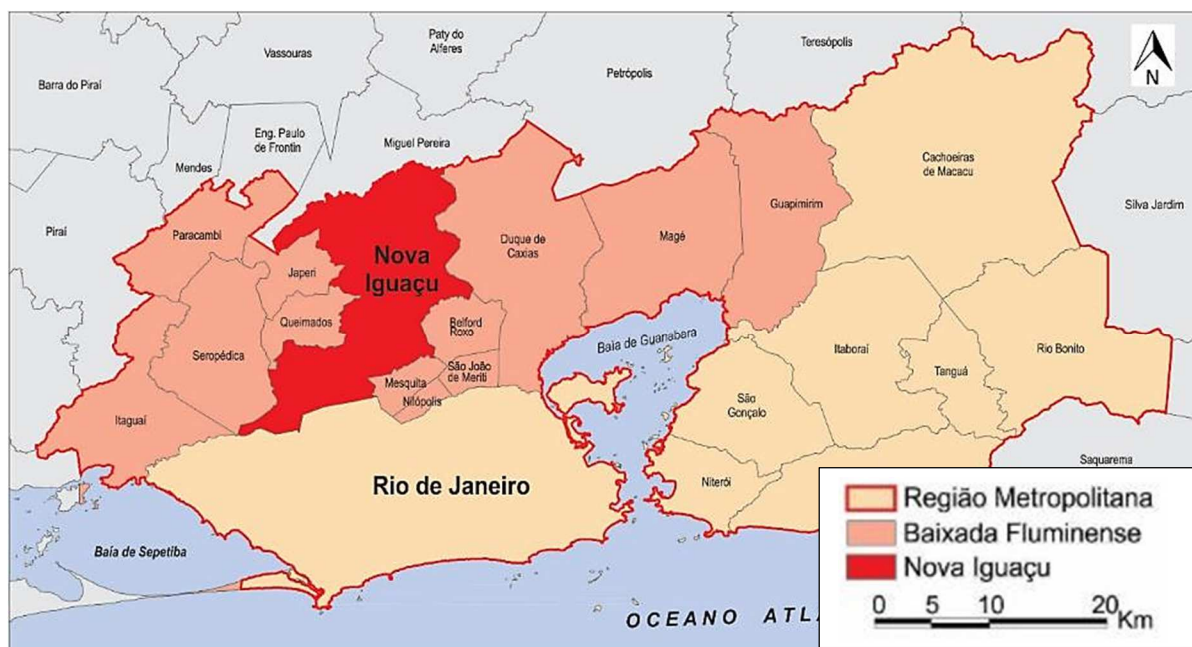 Paty do
Alferes
Teresópolis
Vassouras
Barra do Piraí
Petrópolis
N
Eng. Paulo
de Frontin
Miguel Pereira
Mendes
Cachoeiras
de Macacu
Silva Jardim
Piraí
Paracambi
Guapimirim
Nova
Iguaçu
Duque de
Caxias
Magé
Japeri
Queimados
Belford
Roxo
Baía de Guanabara
Seropédica
Itaboraí
Rio Bonito
Tanguá
São João
de Meriti
Mesquita
Nilópolis
São
Gonçalo
Itaguaí
Saquarema
Rio de Janeiro
Niterói
Baía de Sepetiba
OCEANO ATL
Região Metropolitana
Baixada Fluminense
Nova Iguaçu
0 5 10 20 Km